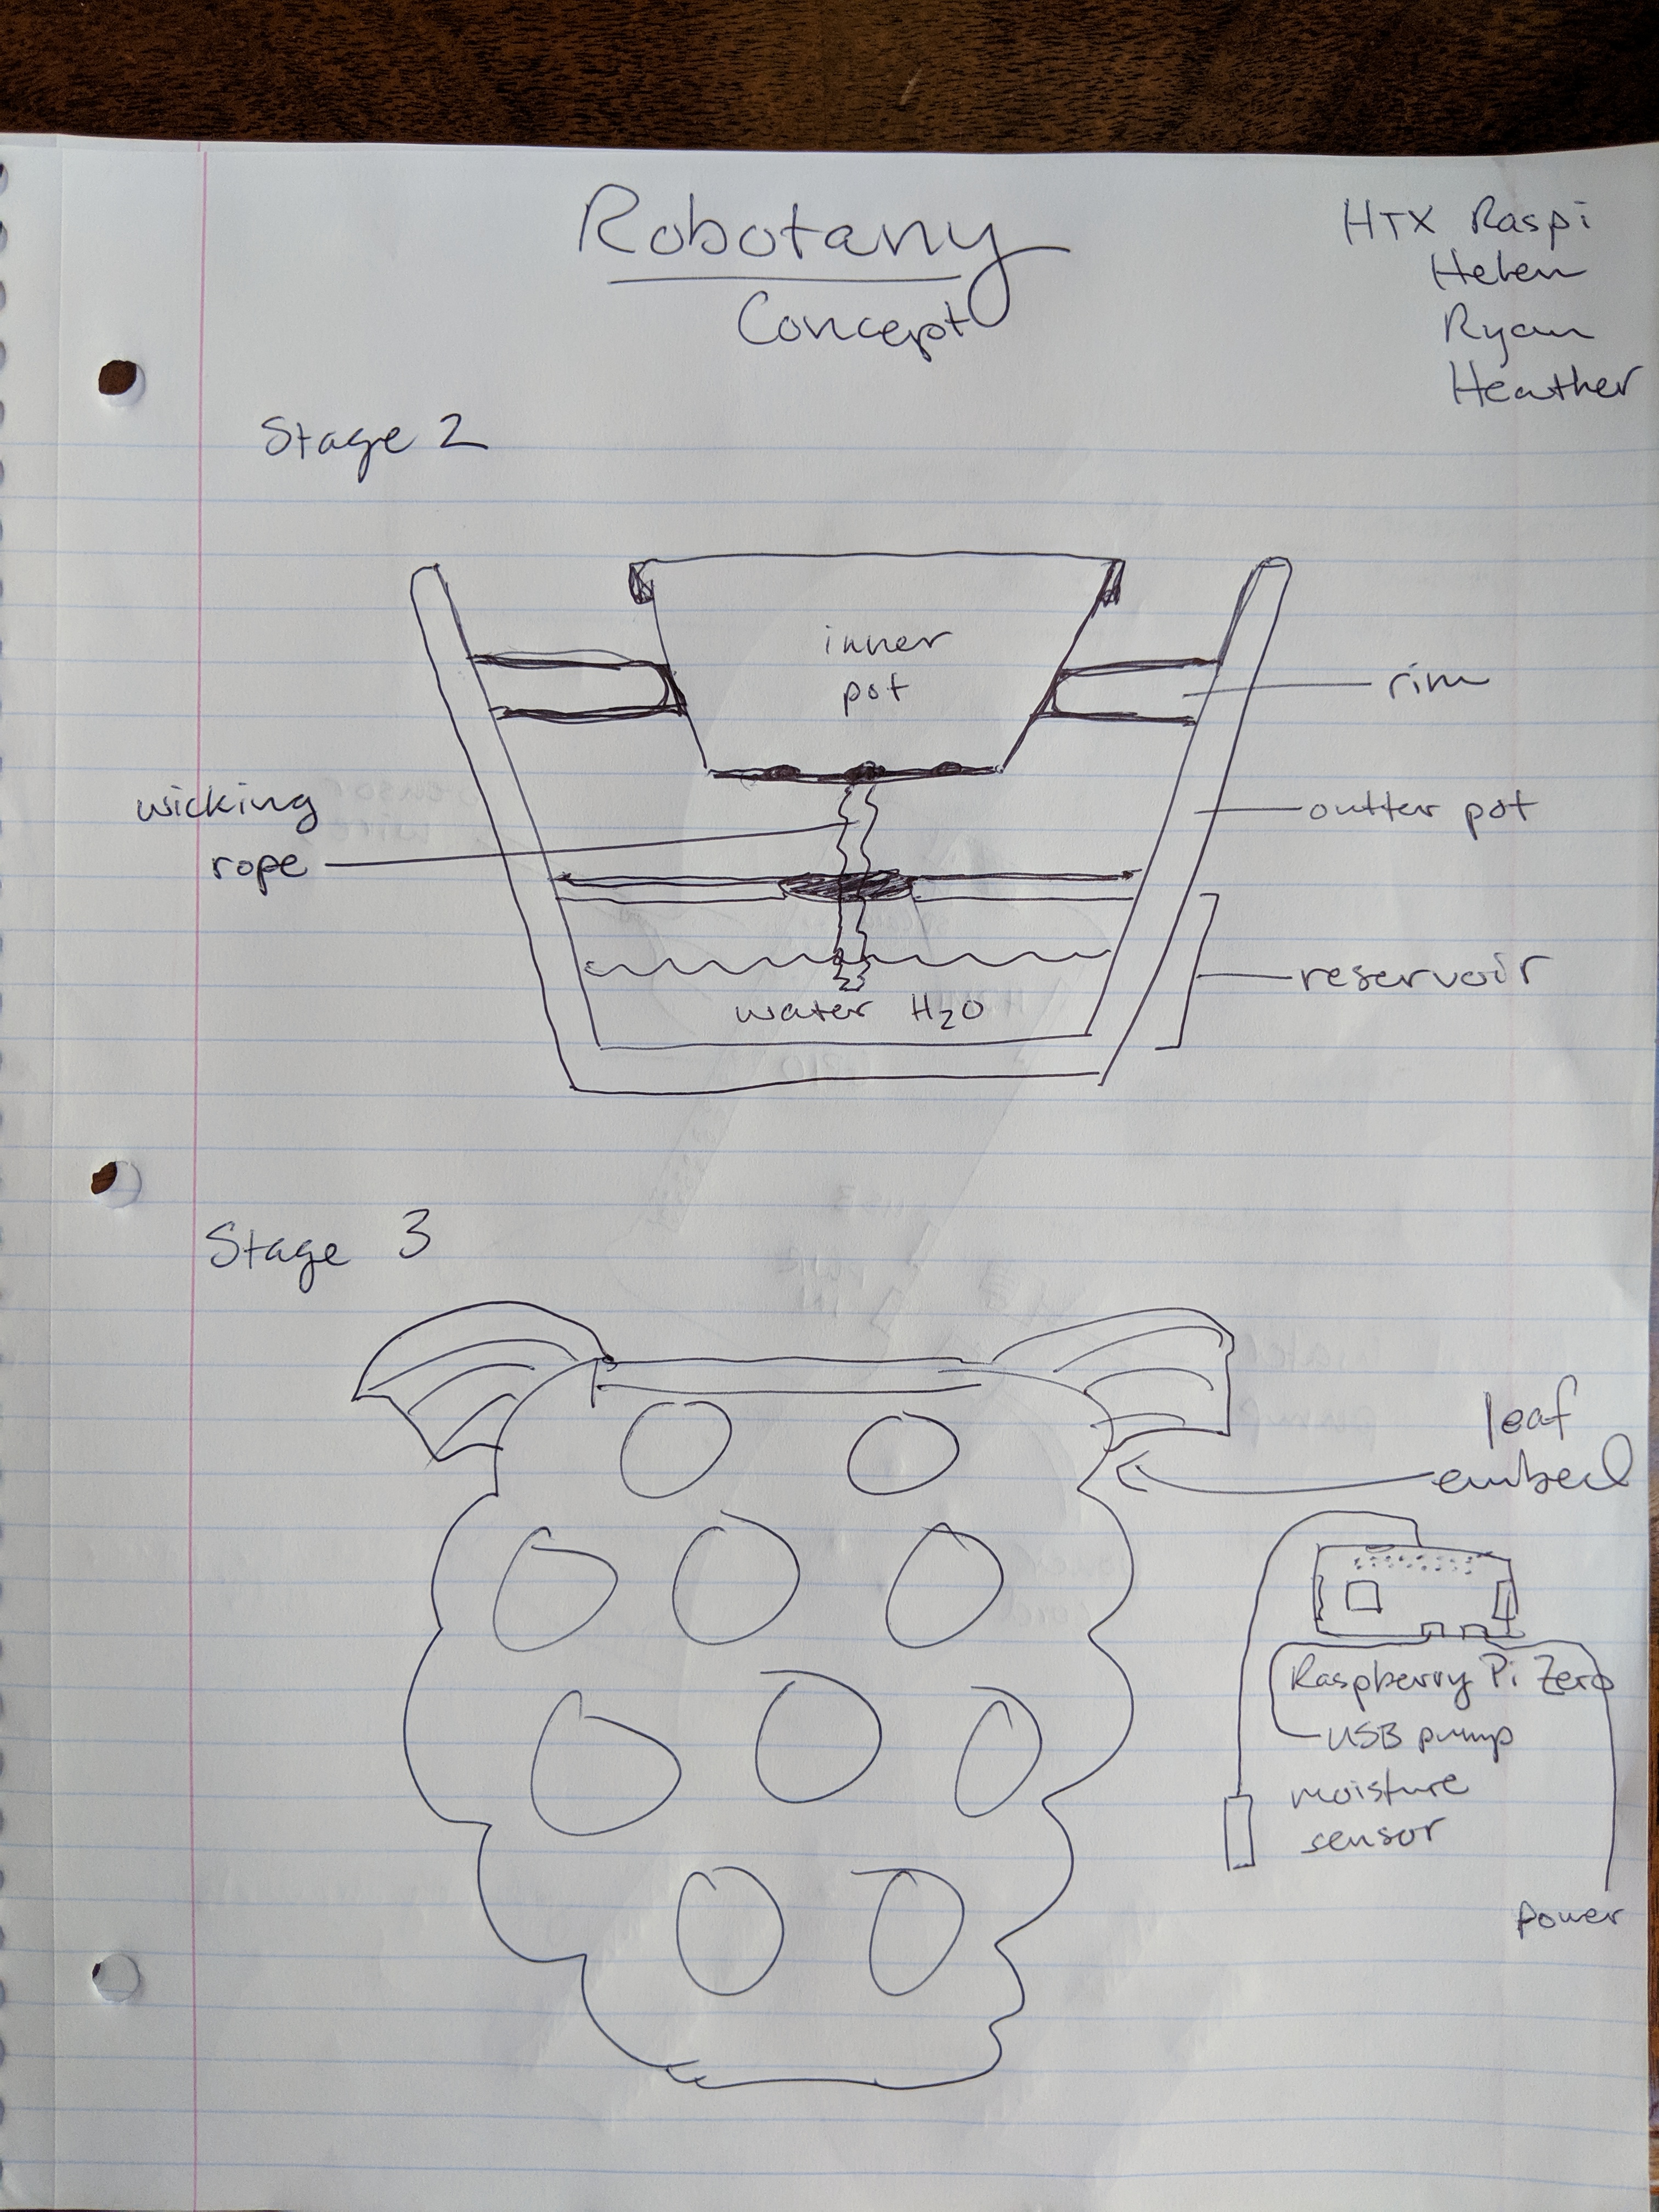 Robotany
Concept
HTX Raspi
Helen
Ryan
Heather
Stage 2
inner
pot
rim
wicking
rope
outter pot
reservoir
water H₂O
Stage 3
leaf
embed
Raspberry Pi Zero
USB pump
moisture
sensor
power